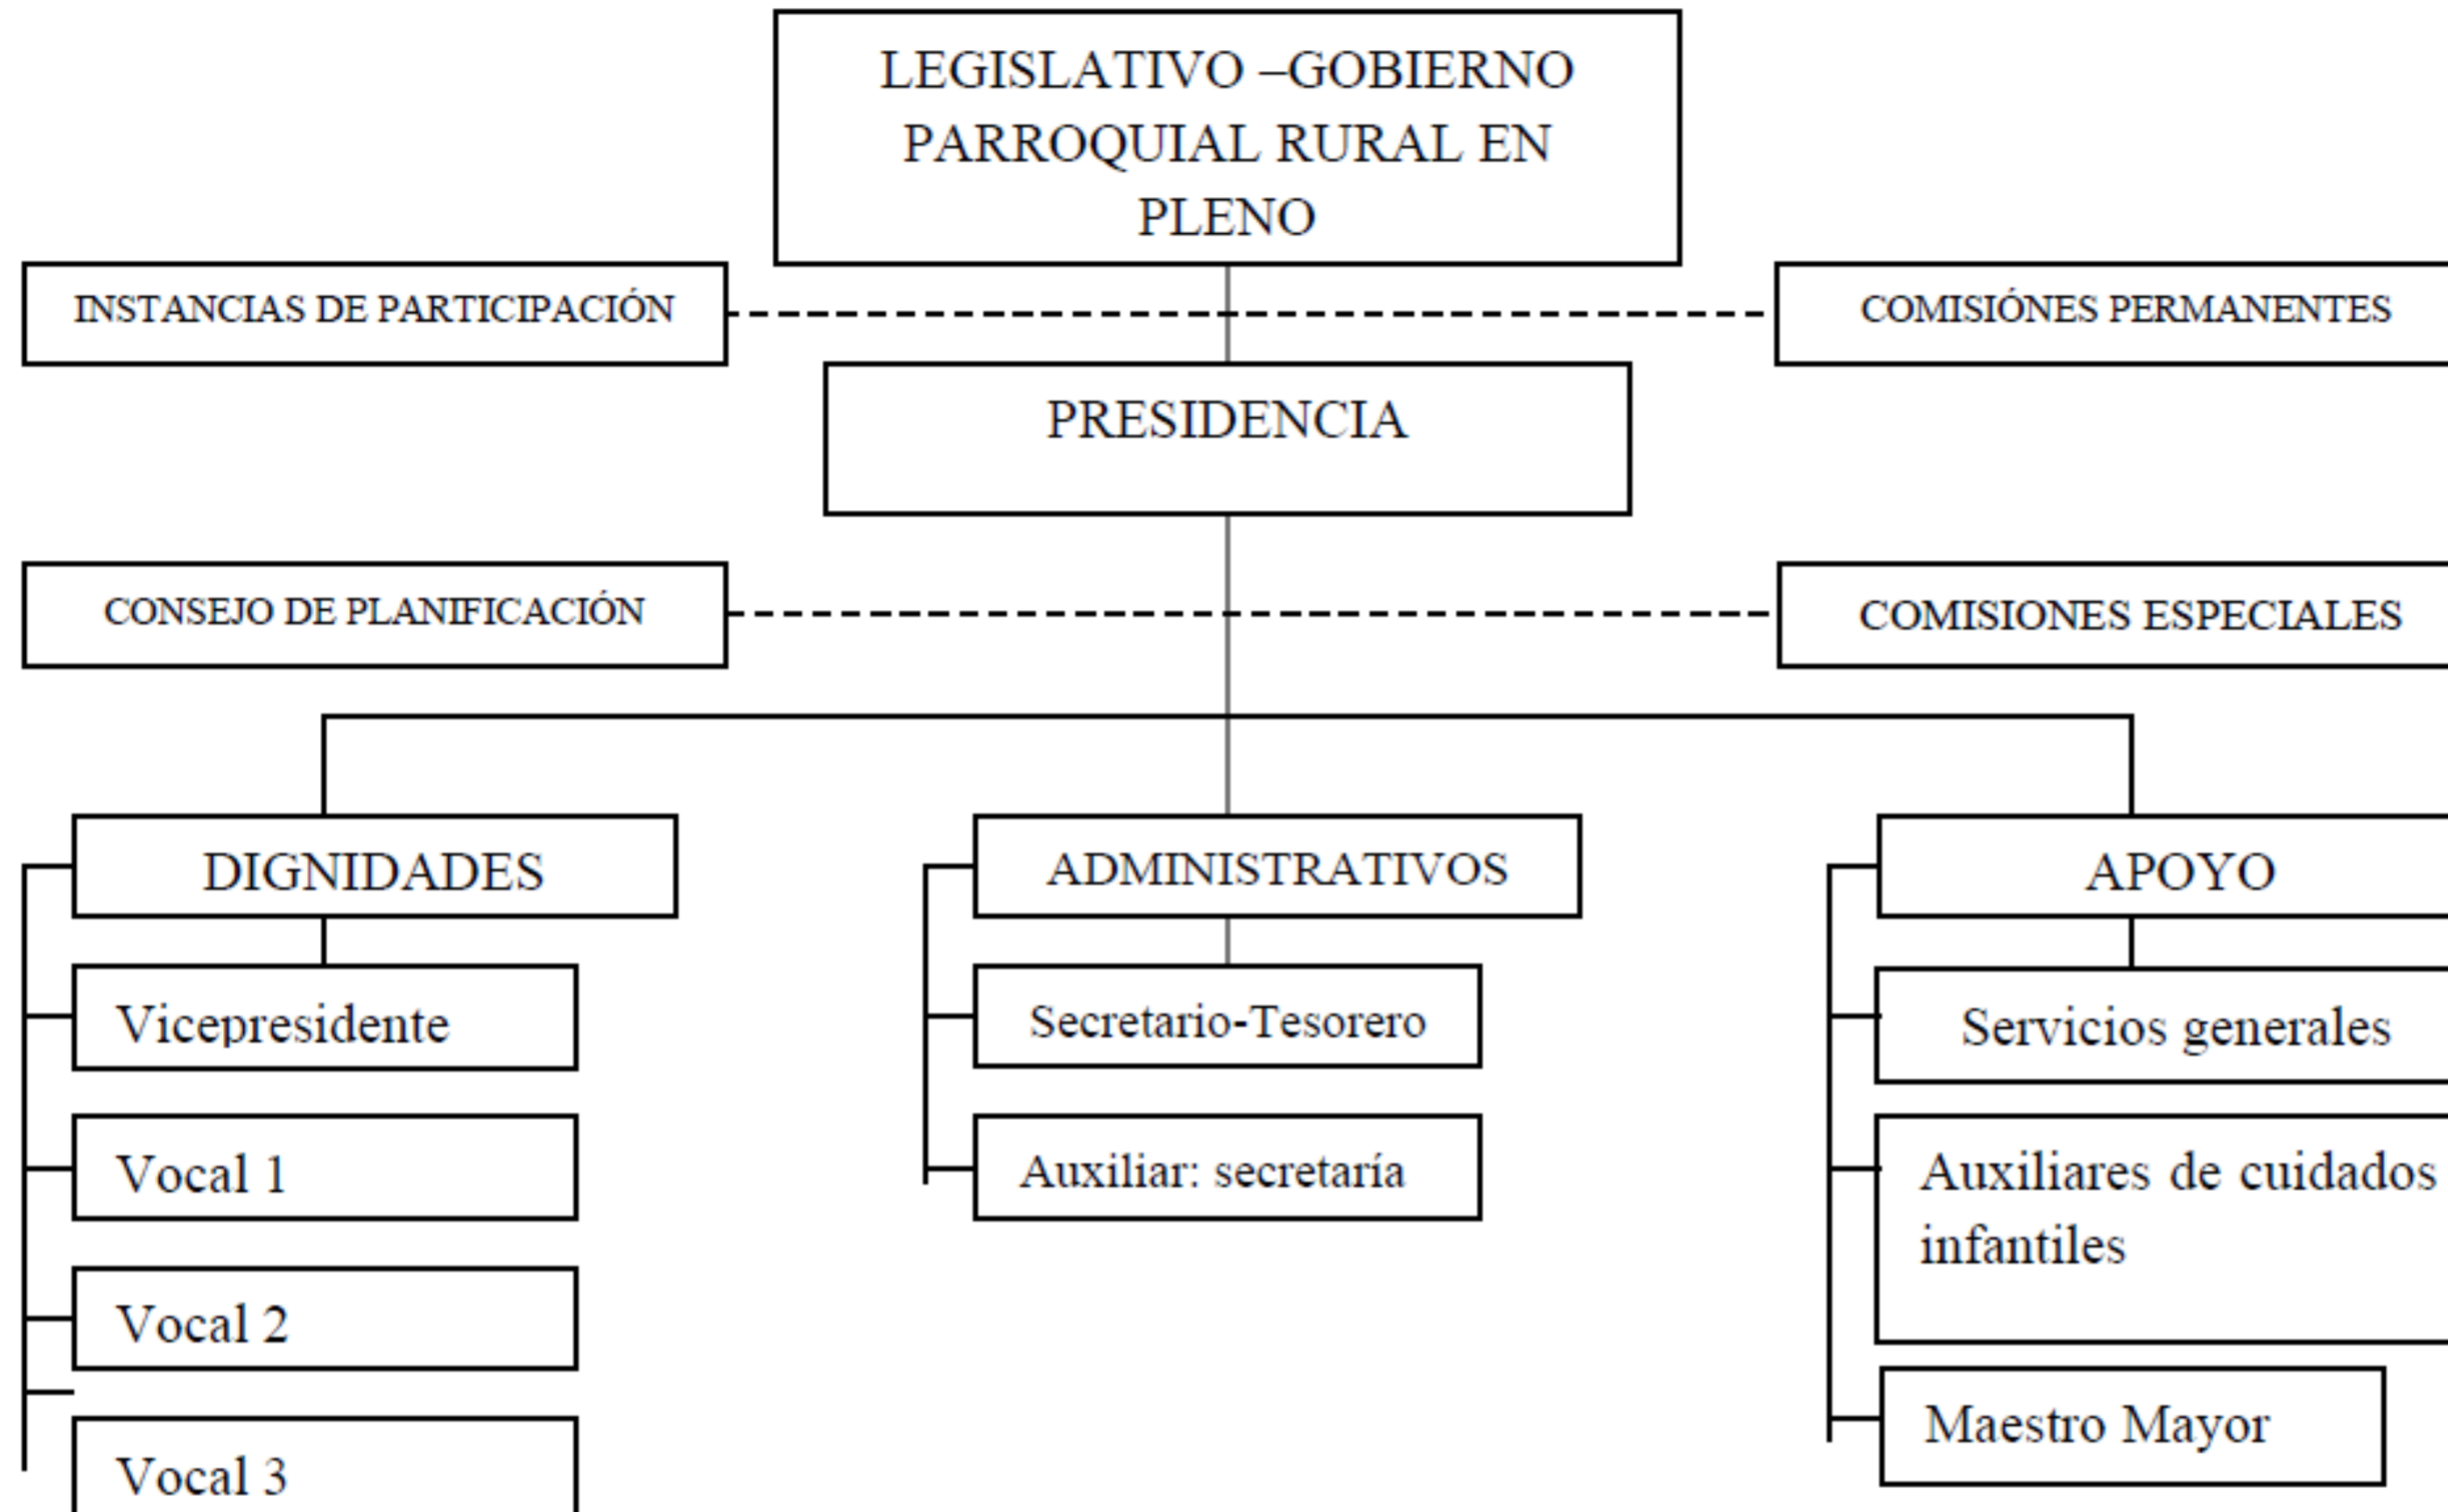 LEGISLATIVO –GOBIERNO
PARROQUIAL RURAL EN
PLENO
INSTANCIAS DE PARTICIPACIÓN
COMISIÓNES PERMANENTES
PRESIDENCIA
CONSEJO DE PLANIFICACIÓN
COMISIONES ESPECIALES
DIGNIDADES
ADMINISTRATIVOS
APOYO
Vicepresidente
Secretario-Tesorero
Servicios generales
Vocal 1
Auxiliar: secretaría
Auxiliares de cuidados
infantiles
Vocal 2
Maestro Mayor
Vocal 3